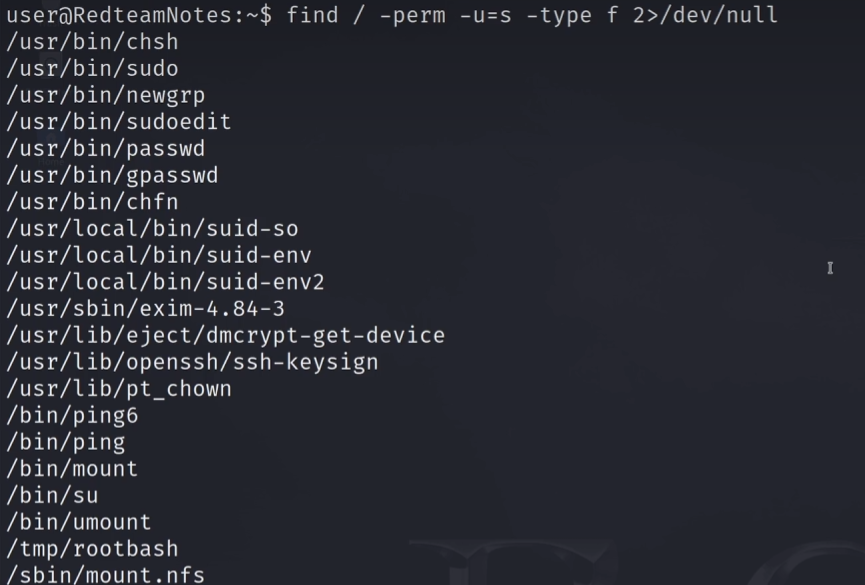 user@RedteamNotes:~$ find / -perm -u=s -type f 2>/dev/null
/usr/bin/chsh
/usr/bin/sudo
/usr/bin/newgrp
/usr/bin/sudoedit
/usr/bin/passwd
/usr/bin/gpasswd
/usr/bin/chfn
/usr/local/bin/suid-so
/usr/local/bin/suid-env
/usr/local/bin/suid-env2
/usr/sbin/exim-4.84-3
/usr/lib/eject/dmcrypt-get-device
/usr/lib/openssh/ssh-keysign
/usr/lib/pt_chown
/bin/ping6
/bin/ping
/bin/mount
/bin/su
/bin/umount
/tmp/rootbash
/sbin/mount.nfs